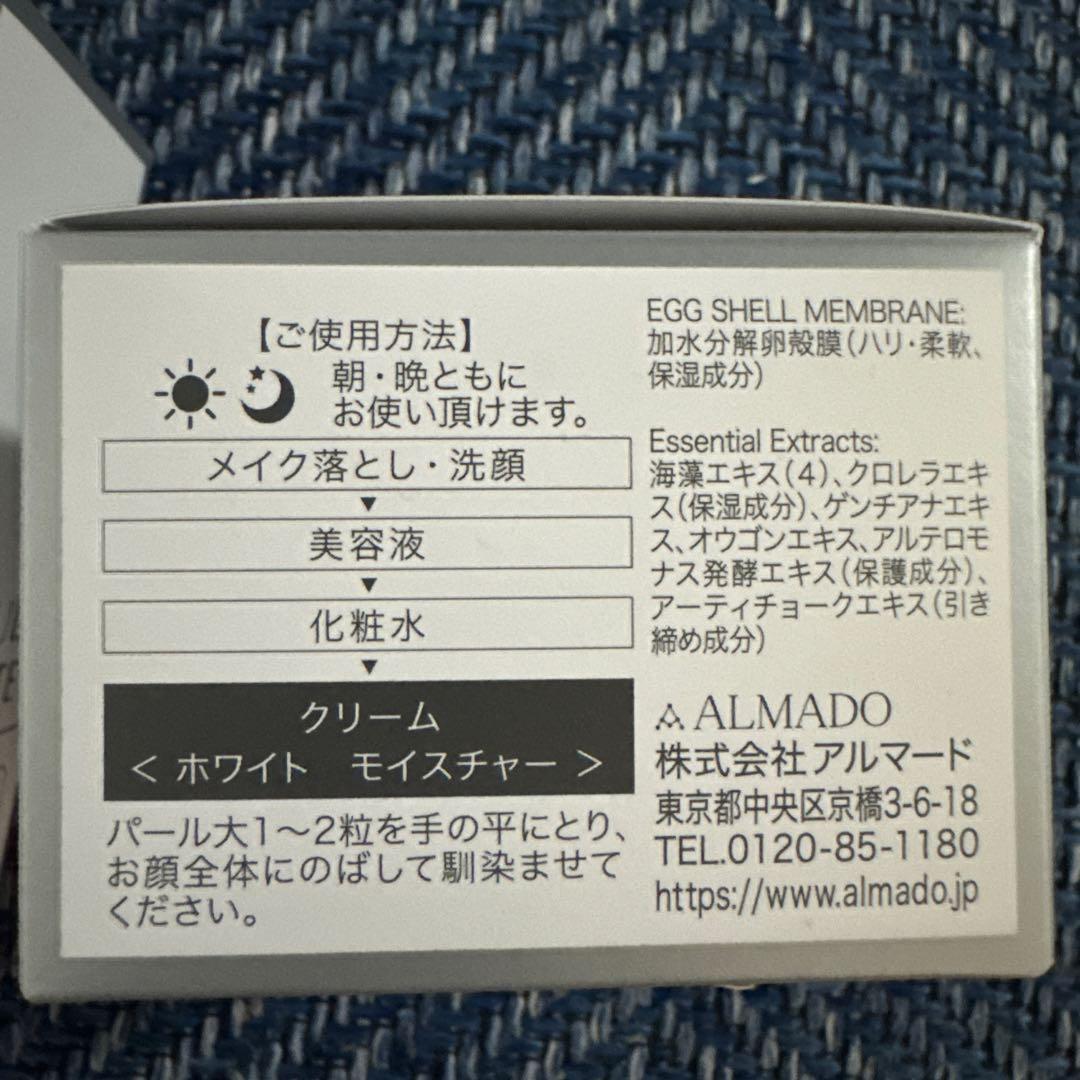 【ご使用方法】
朝・晩ともに
お使い頂けます。
メイク落とし・洗顔
▼
美容液
▼
化粧水
▼
クリーム
< ホワイト　モイスチャー >
パール大1〜2粒を手の平にとり、
お顔全体にのばして馴染ませて
ください。
EGG SHELL MEMBRANE:
加水分解卵殻膜(ハリ・柔軟、
保湿成分)
Essential Extracts:
海藻エキス(4)、クロレラエキ
ス(保湿成分)、ゲンチアナエキ
ス、オウゴンエキス、アルテロモ
ナス発酵エキス(保護成分)、
アーティチョークエキス(引き
締め成分)
ALMADO
株式会社アルマード
東京都中央区京橋3-6-18
TEL.0120-85-1180
https://www.almado.jp